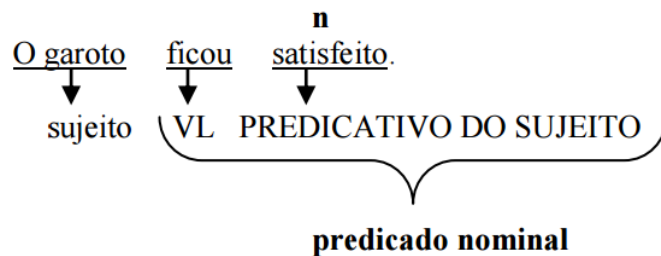 n
O garoto ficou satisfeito.
sujeito VL PREDICATIVO DO SUJEITO
predicado nominal